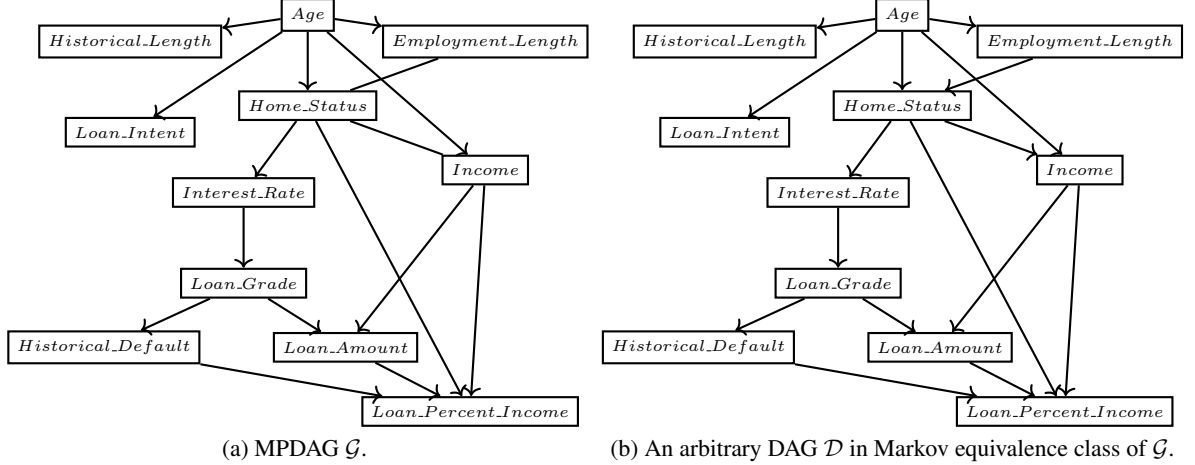 Age
Historical_Length
Employment_Length
Home_Status
Loan_Intent
Income
Interest_Rate
Loan_Grade
Historical_Default
Loan_Amount
Loan_Percent_Income
(a) MPDAG G.
Age
Historical_Length
Employment_Length
Home_Status
Loan_Intent
Income
Interest_Rate
Loan_Grade
Historical_Default
Loan_Amount
Loan_Percent_Income
(b) An arbitrary DAG D in Markov equivalence class of G.